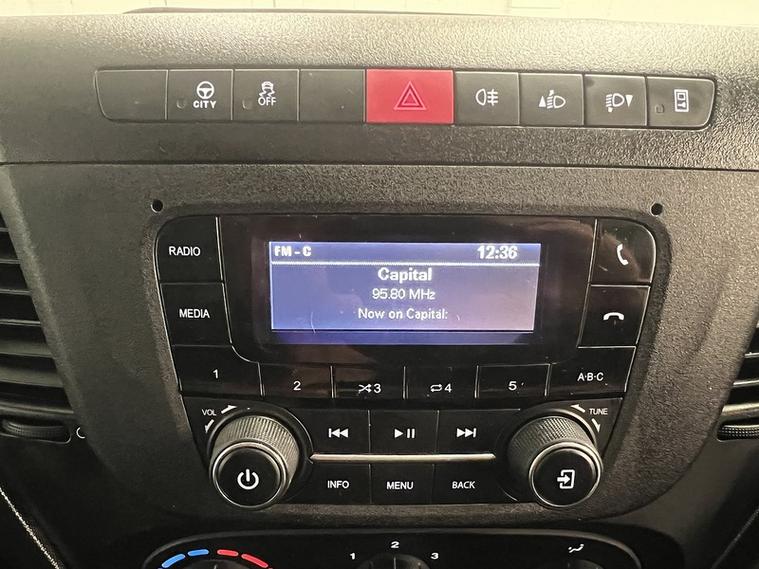 CITY
OFF
RADIO
FM-C 12:36
Capital
95.80 MHz
Now on Capital:
MEDIA
1 2 3 4 5 A·B·C
VOL TUNE
INFO MENU BACK
1 2 3